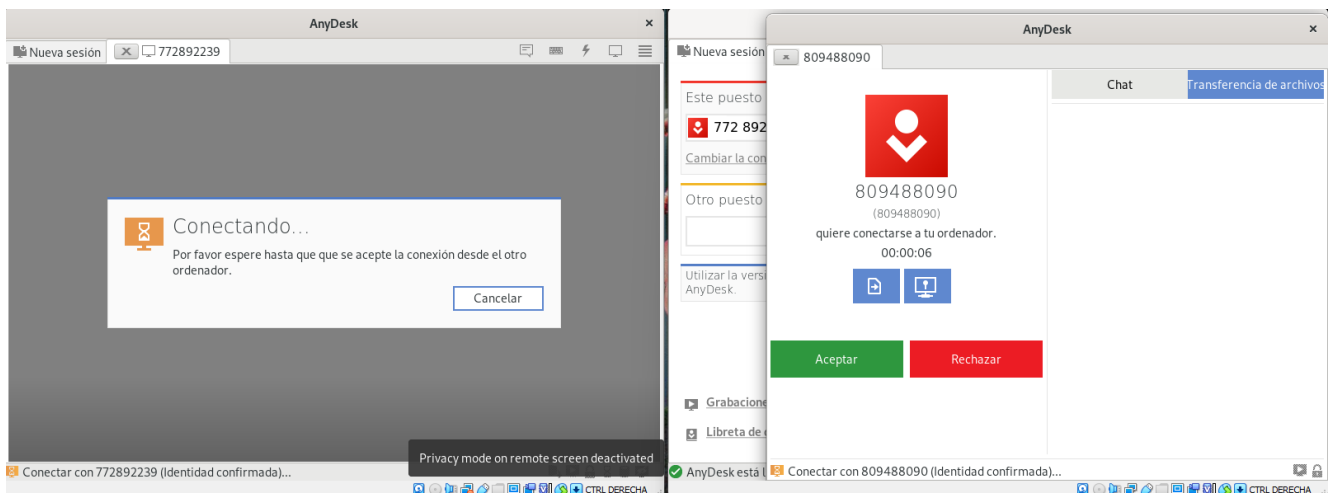 AnyDesk
×
Nueva sesión
772892239
Conectando...
Por favor espere hasta que que se acepte la conexión desde el otro
ordenador.
Cancelar
Privacy mode on remote screen deactivated
Conectar con 772892239 (Identidad confirmada)...
CTRL DERECHA
Nueva sesión
Este puesto
772 892
Cambiar la con
Otro puesto
Utilizar la versi
AnyDesk.
Grabacione
Libreta de
AnyDesk está l
AnyDesk
×
809488090
Chat
Transferencia de archivos
809488090
(809488090)
quiere conectarse a tu ordenador.
00:00:06
Aceptar
Rechazar
Conectar con 809488090 (Identidad confirmada)...
CTRL DERECHA